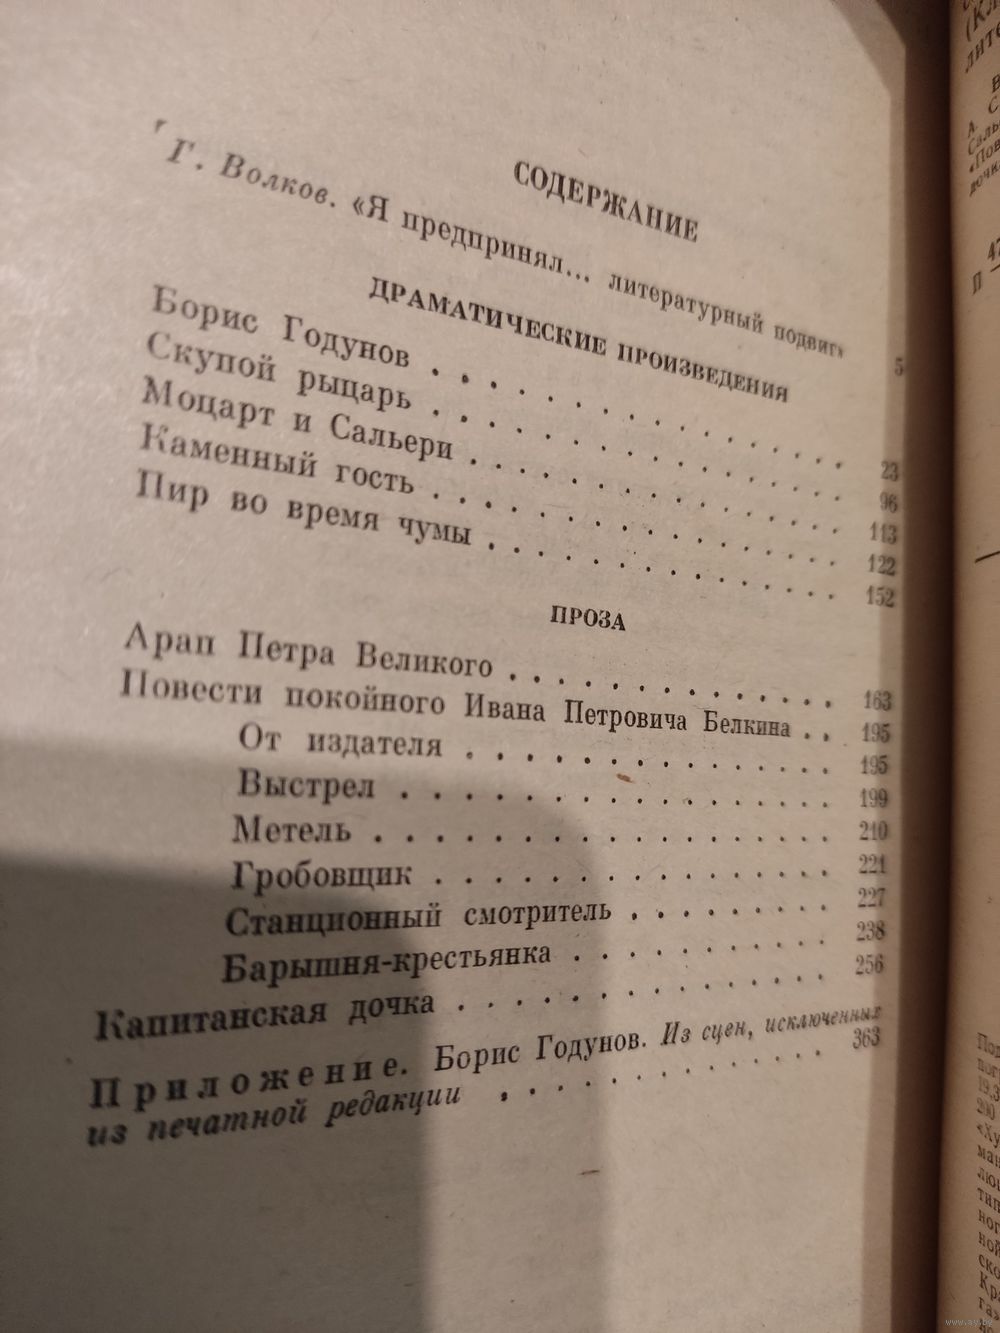 СОДЕРЖАНИЕ
Г. Волков. «Я предпринял... литературный подвиг» 5
ДРАМАТИЧЕСКИЕ ПРОИЗВЕДЕНИЯ
Борис Годунов . . . . . . . . . . . . . . . 23
Скупой рыцарь . . . . . . . . . . . . . . . 96
Моцарт и Сальери . . . . . . . . . . . . . . 113
Каменный гость . . . . . . . . . . . . . . . 122
Пир во время чумы . . . . . . . . . . . . . . 152
ПРОЗА
Арап Петра Великого . . . . . . . . . . . . . 163
Повести покойного Ивана Петровича Белкина . . 195
От издателя . . . . . . . . . . . . . . 195
Выстрел . . . . . . . . . . . . . . . . 199
Метель . . . . . . . . . . . . . . . . . 210
Гробовщик . . . . . . . . . . . . . . . 221
Станционный смотритель . . . . . . . . 227
Барышня-крестьянка . . . . . . . . . . 238
Капитанская дочка . . . . . . . . . . . . . 256
Приложение. Борис Годунов. Из сцен, исключенных
из печатной редакции . . . . . . . . . . . . 363
www.ay.by